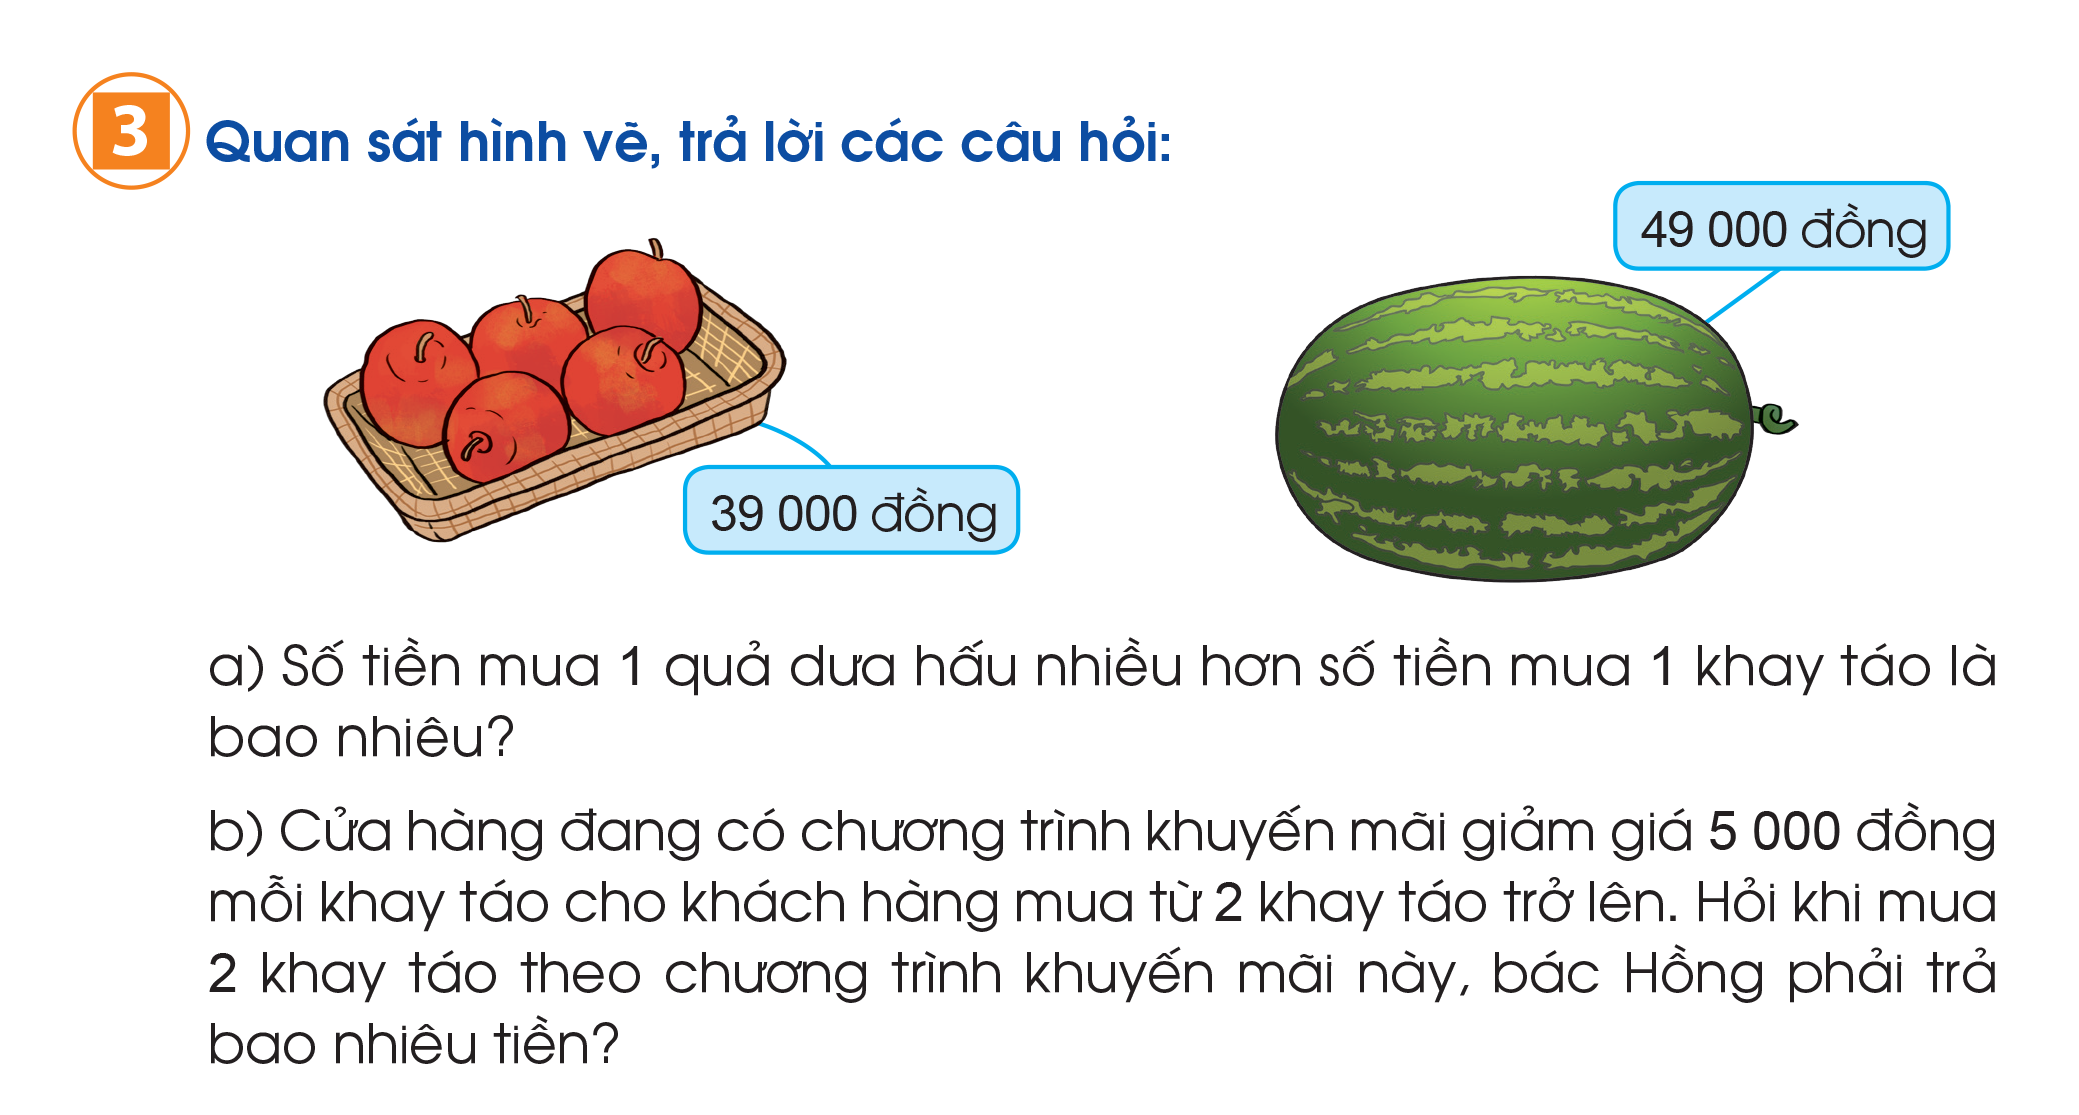 3 Quan sát hình vẽ, trả lời các câu hỏi:
49 000 đồng
39 000 đồng
a) Số tiền mua 1 quả dưa hấu nhiều hơn số tiền mua 1 khay táo là
bao nhiêu?
b) Cửa hàng đang có chương trình khuyến mãi giảm giá 5 000 đồng
mỗi khay táo cho khách hàng mua từ 2 khay táo trở lên. Hỏi khi mua
2 khay táo theo chương trình khuyến mãi này, bác Hồng phải trả
bao nhiêu tiền?